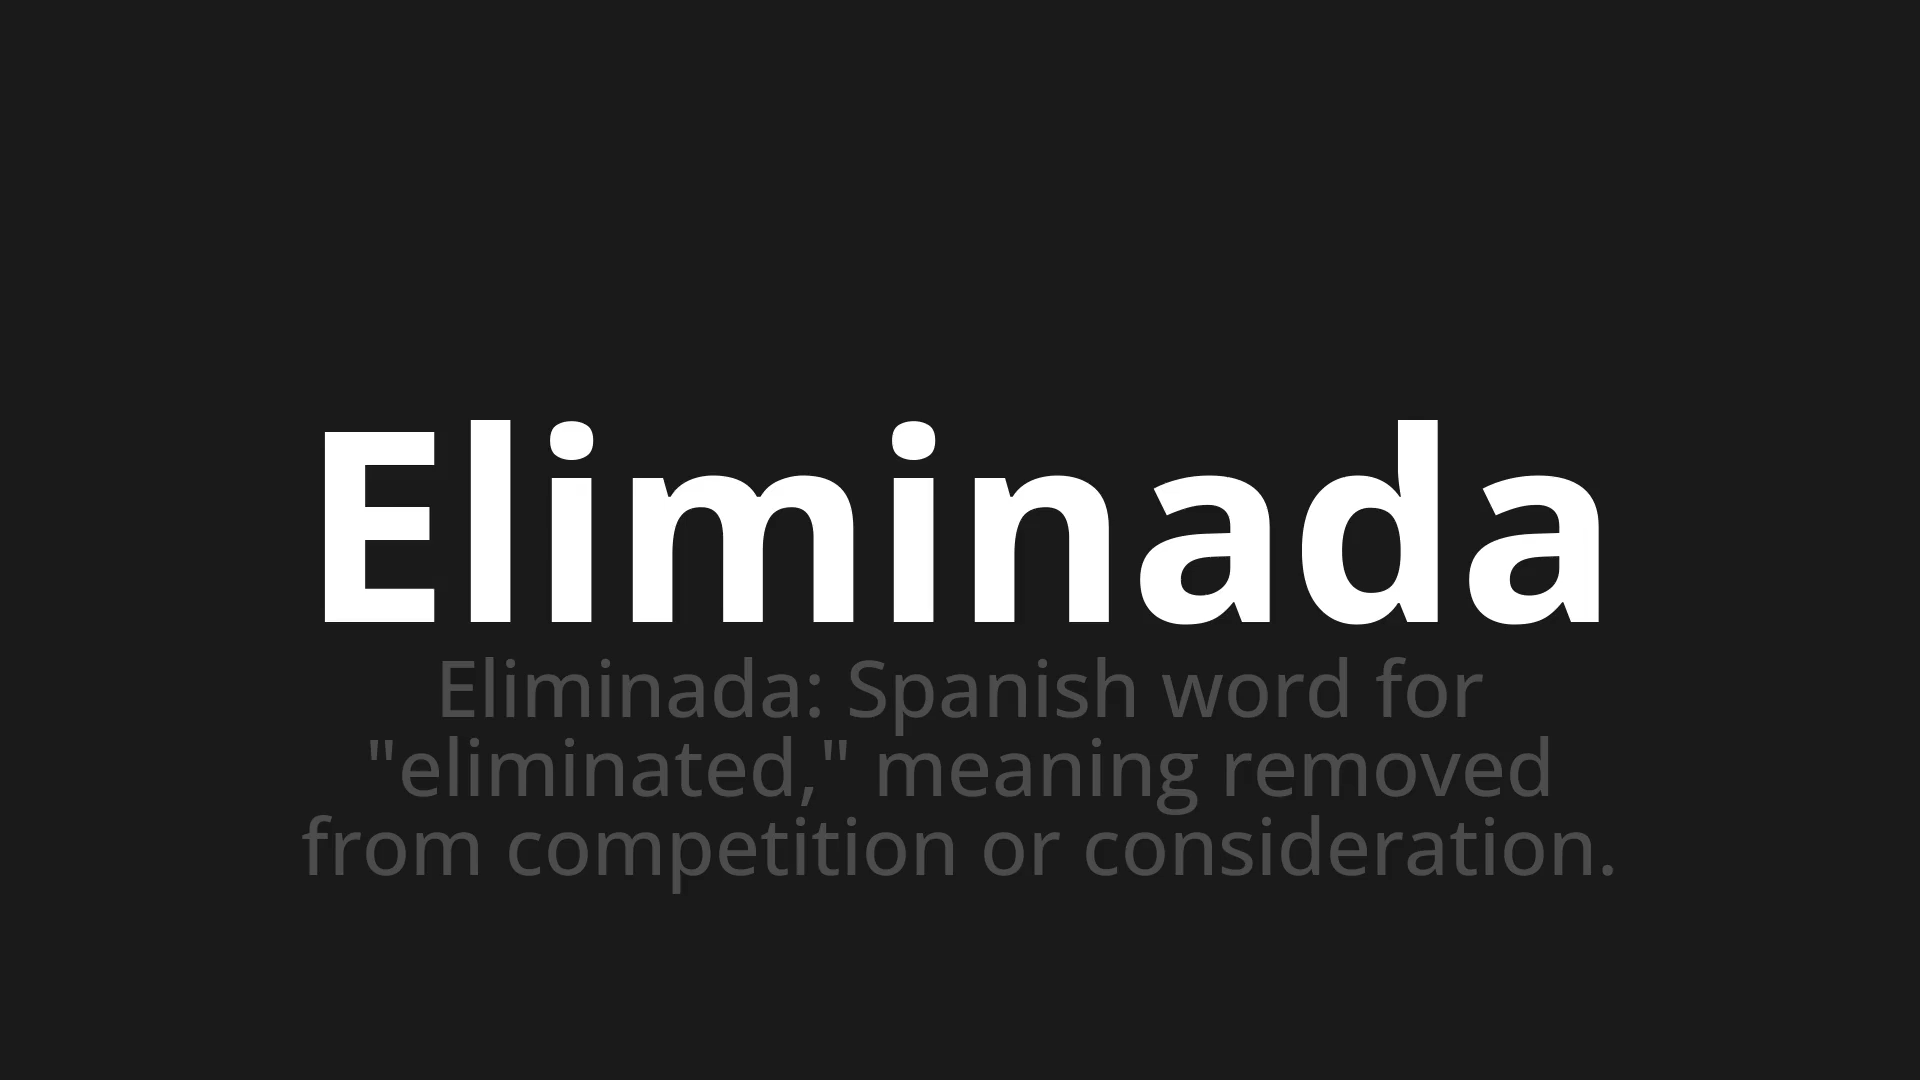 Eliminada
Eliminada: Spanish word for
"eliminated," meaning removed
from competition or consideration.